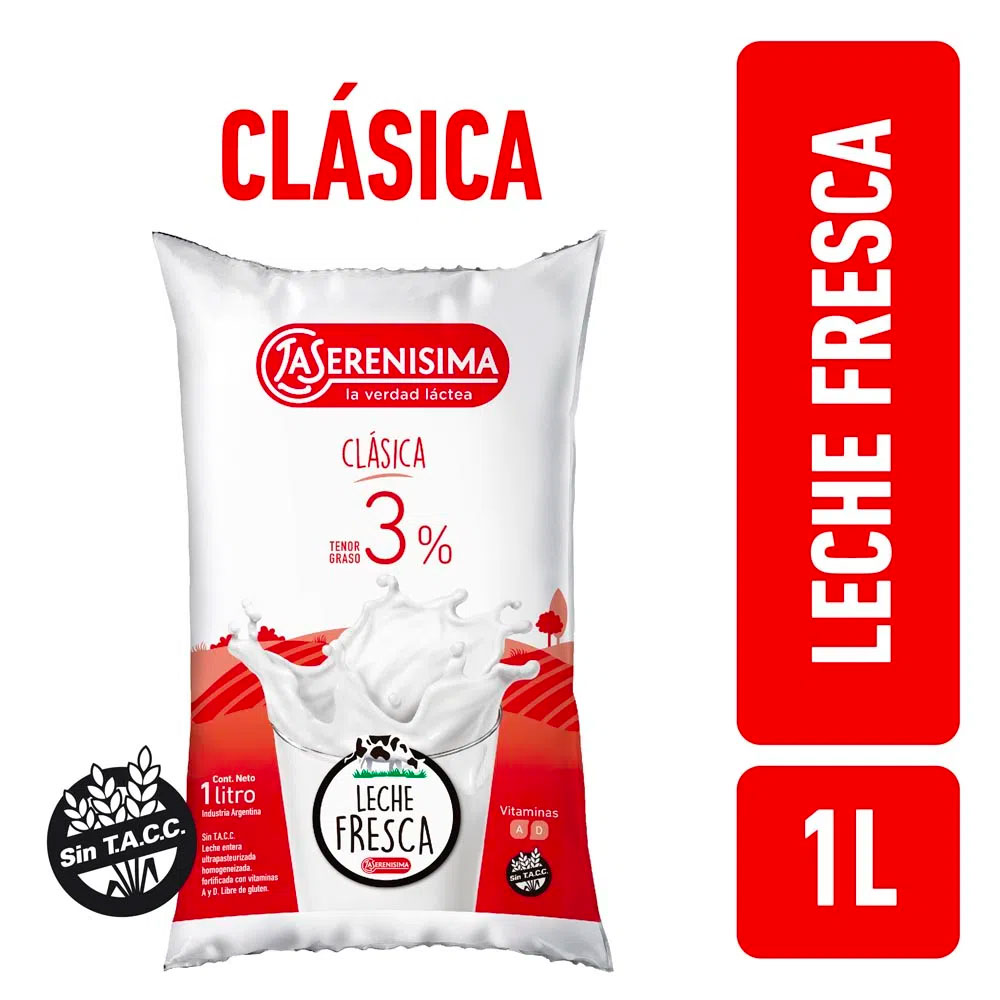 CLÁSICA
LA SERENISIMA
la verdad láctea
CLÁSICA
TENOR
GRASO
3%
Cont. Neto
1 litro
Industria Argentina
Sin T.A.C.C.
Leche entera
ultrapasteurizada
homogeneizada,
fortificada con vitaminas
A y D. Libre de gluten.
LECHE
FRESCA
LA SERENISIMA
Vitaminas
A D
Sin T.A.C.C.
Sin T.A.C.C.
LECHE FRESCA
1L